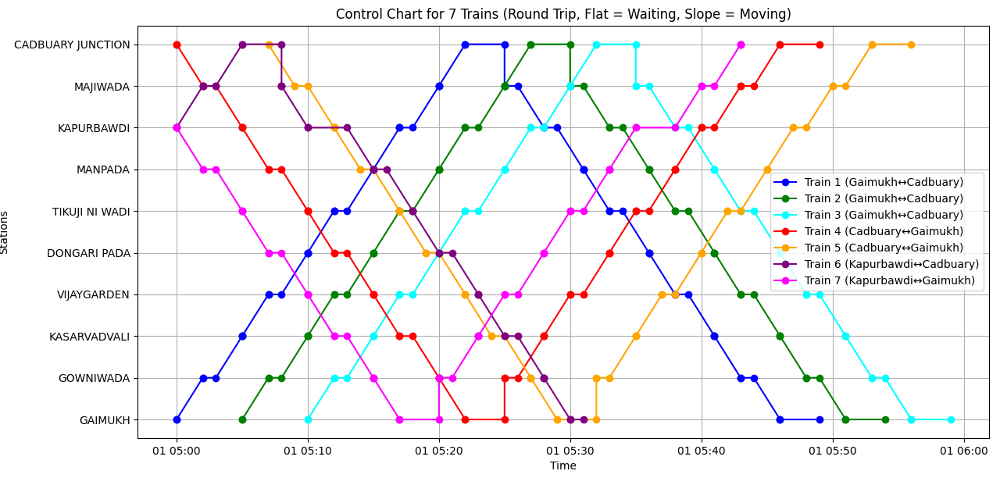 Control Chart for 7 Trains (Round Trip, Flat = Waiting, Slope = Moving)
Stations
CADBUARY JUNCTION
MAJIWADA
KAPURBAWDI
MANPADA
TIKUJI NI WADI
DONGARI PADA
VIJAYGARDEN
KASARVADVALI
GOWNIWADA
GAIMUKH
Train 1 (Gaimukh↔Cadbuary)
Train 2 (Gaimukh↔Cadbuary)
Train 3 (Gaimukh↔Cadbuary)
Train 4 (Cadbuary↔Gaimukh)
Train 5 (Cadbuary↔Gaimukh)
Train 6 (Kapurbawdi↔Cadbuary)
Train 7 (Kapurbawdi↔Gaimukh)
01 05:00 01 05:10 01 05:20 01 05:30 01 05:40 01 05:50 01 06:00
Time